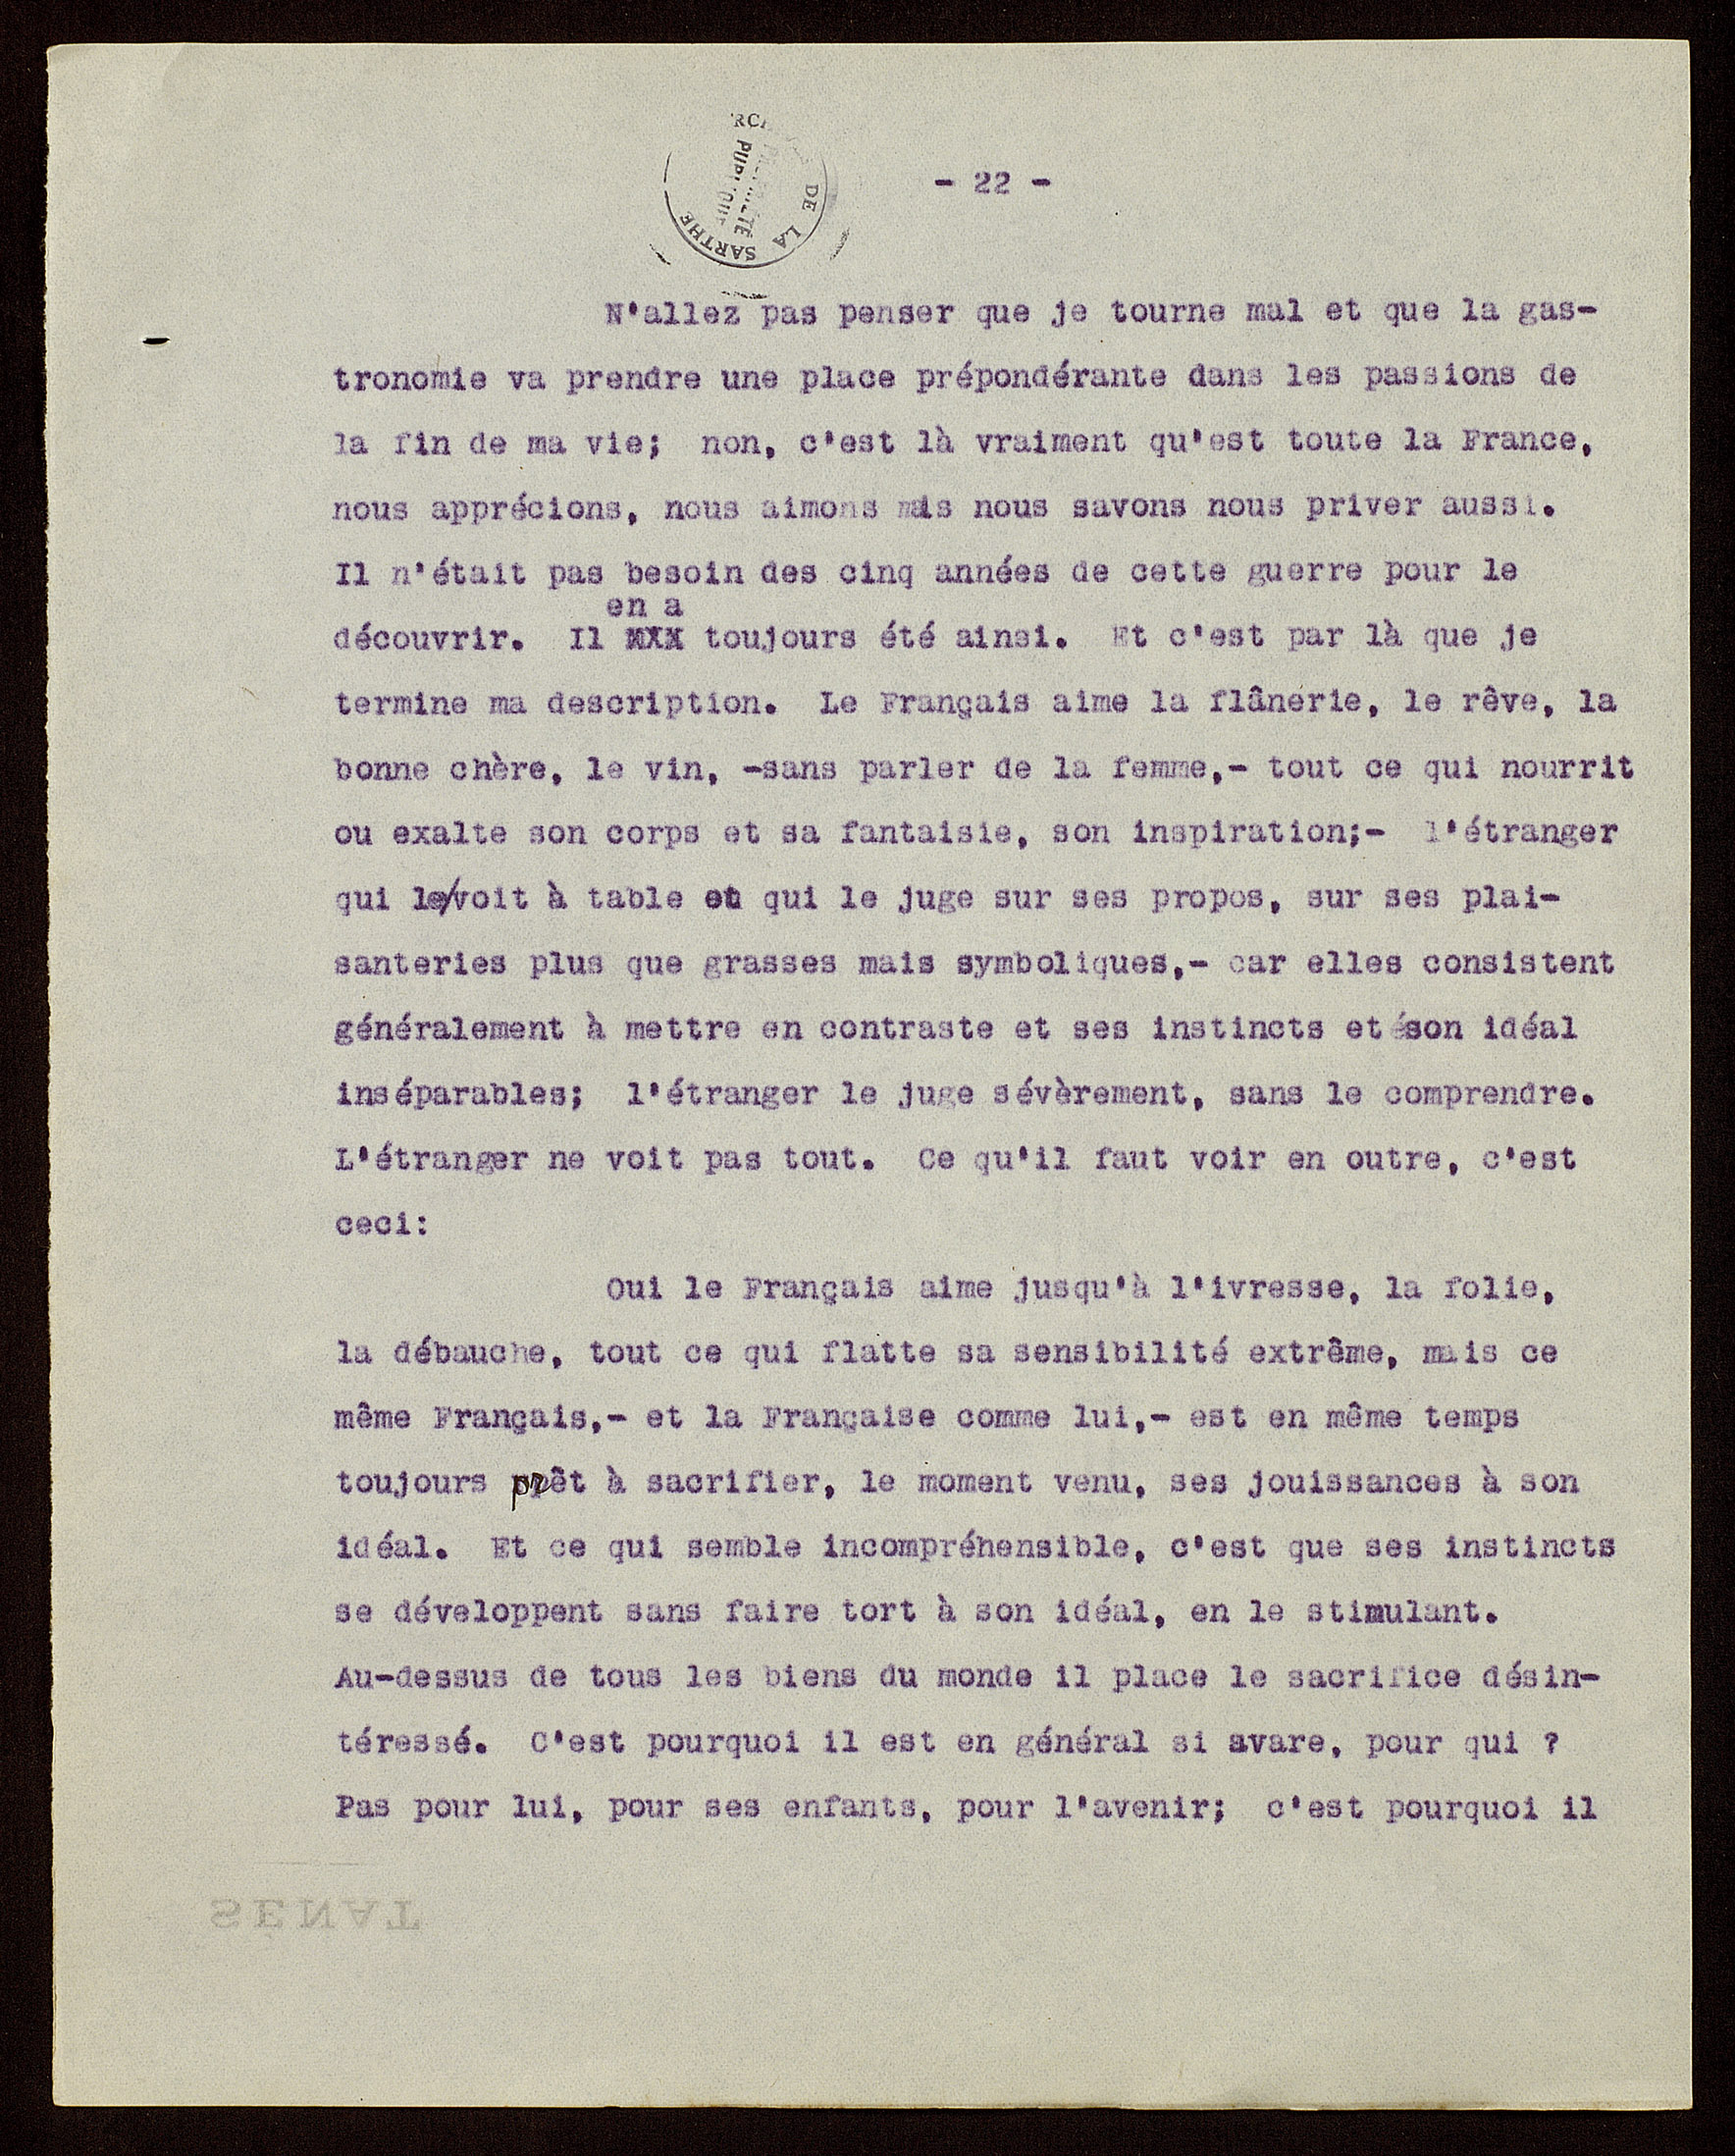 - 22 -
DE LA SARTHE
N'allez pas penser que je tourne mal et que la gas-
tronomie va prendre une place prépondérante dans les passions de
la fin de ma vie; non, c'est là vraiment qu'est toute la France,
nous apprécions, nous aimons mais nous savons nous priver aussi.
Il n'était pas besoin des cinq années de cette guerre pour le
en a
découvrir. Il XXX toujours été ainsi. Et c'est par là que je
termine ma description. Le Français aime la flânerie, le rêve, la
bonne chère, le vin, -sans parler de la femme,- tout ce qui nourrit
ou exalte son corps et sa fantaisie, son inspiration;- l'étranger
qui le/voit à table et qui le juge sur ses propos, sur ses plai-
santeries plus que grasses mais symboliques,- car elles consistent
généralement à mettre en contraste et ses instincts et son idéal
inséparables; l'étranger le juge sévèrement, sans le comprendre.
L'étranger ne voit pas tout. Ce qu'il faut voir en outre, c'est
ceci:
Oui le Français aime jusqu'à l'ivresse, la folie,
la débauche, tout ce qui flatte sa sensibilité extrême, mais ce
même Français,- et la Française comme lui,- est en même temps
toujours prêt à sacrifier, le moment venu, ses jouissances à son
idéal. Et ce qui semble incompréhensible, c'est que ses instincts
se développent sans faire tort à son idéal, en le stimulant.
Au-dessus de tous les biens du monde il place le sacrifice désin-
téressé. C'est pourquoi il est en général si avare, pour qui ?
Pas pour lui, pour ses enfants, pour l'avenir; c'est pourquoi il
SENAT